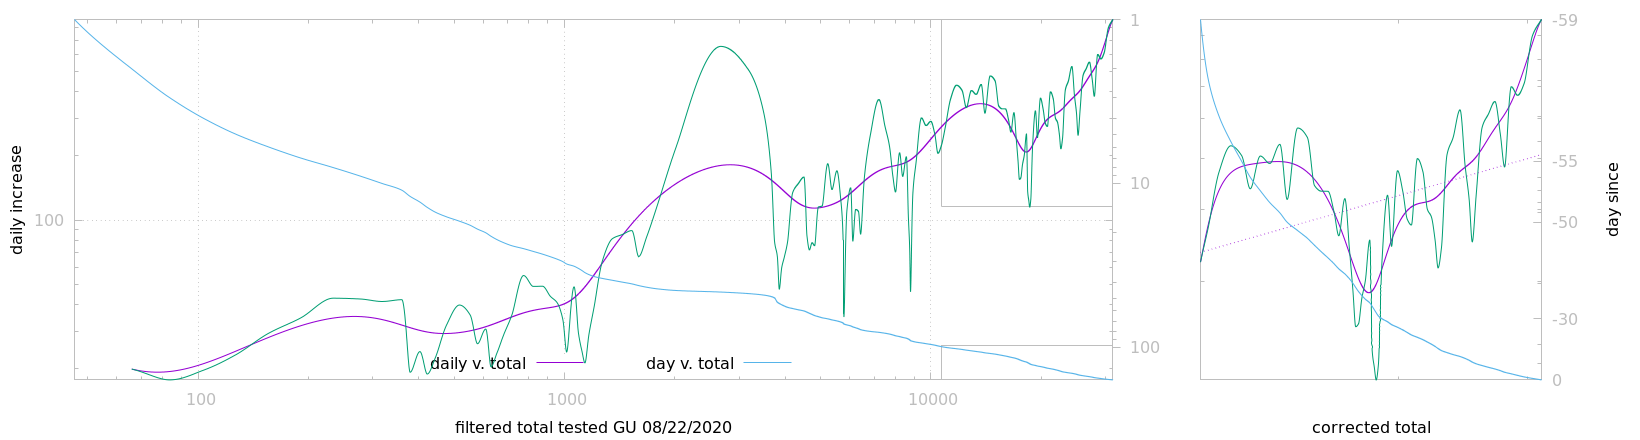 daily increase
100
daily v. total
day v. total
100
1000
10000
filtered total tested GU 08/22/2020
1
10
100
-59
-55
-50
-30
0
day since
corrected total